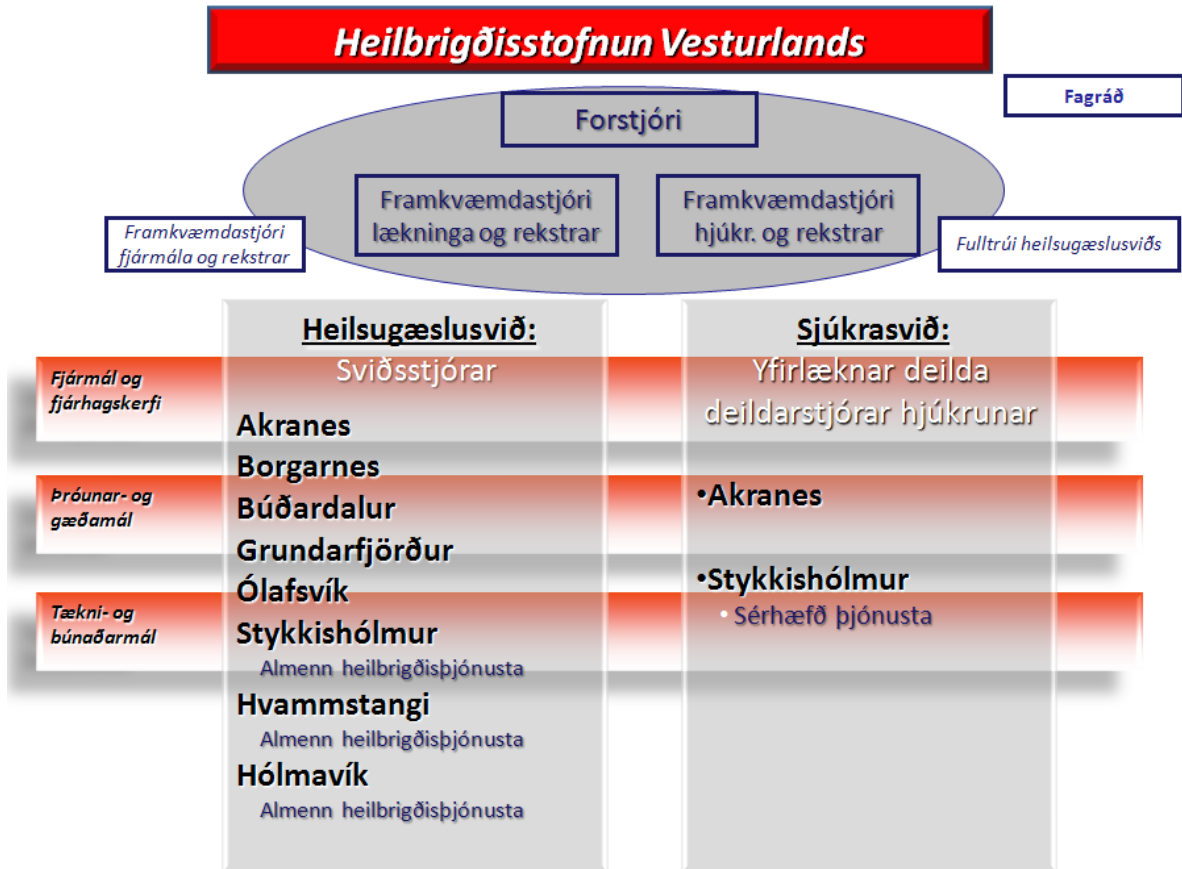 Heilbrigðisstofnun Vesturlands
Fagráð
Forstjóri
Framkvæmdastjóri
lækninga og rekstrar
Framkvæmdastjóri
hjúkr. og rekstrar
Framkvæmdastjóri
fjármála og rekstrar
Fulltrúi heilsugæslusviðs
Fjármál og
fjárhagskerfi
Þróunar- og
gæðamál
Tækni- og
búnaðarmál
Heilsugæslusvið:
Sviðsstjórar
Akranes
Borgarnes
Búðardalur
Grundarfjörður
Ólafsvík
Stykkishólmur
Almenn heilbrigðisþjónusta
Hvammstangi
Almenn heilbrigðisþjónusta
Hólmavík
Almenn heilbrigðisþjónusta
Sjúkrasvið:
Yfirlæknar deilda
deildarstjórar hjúkrunar
•Akranes
•Stykkishólmur
• Sérhæfð þjónusta